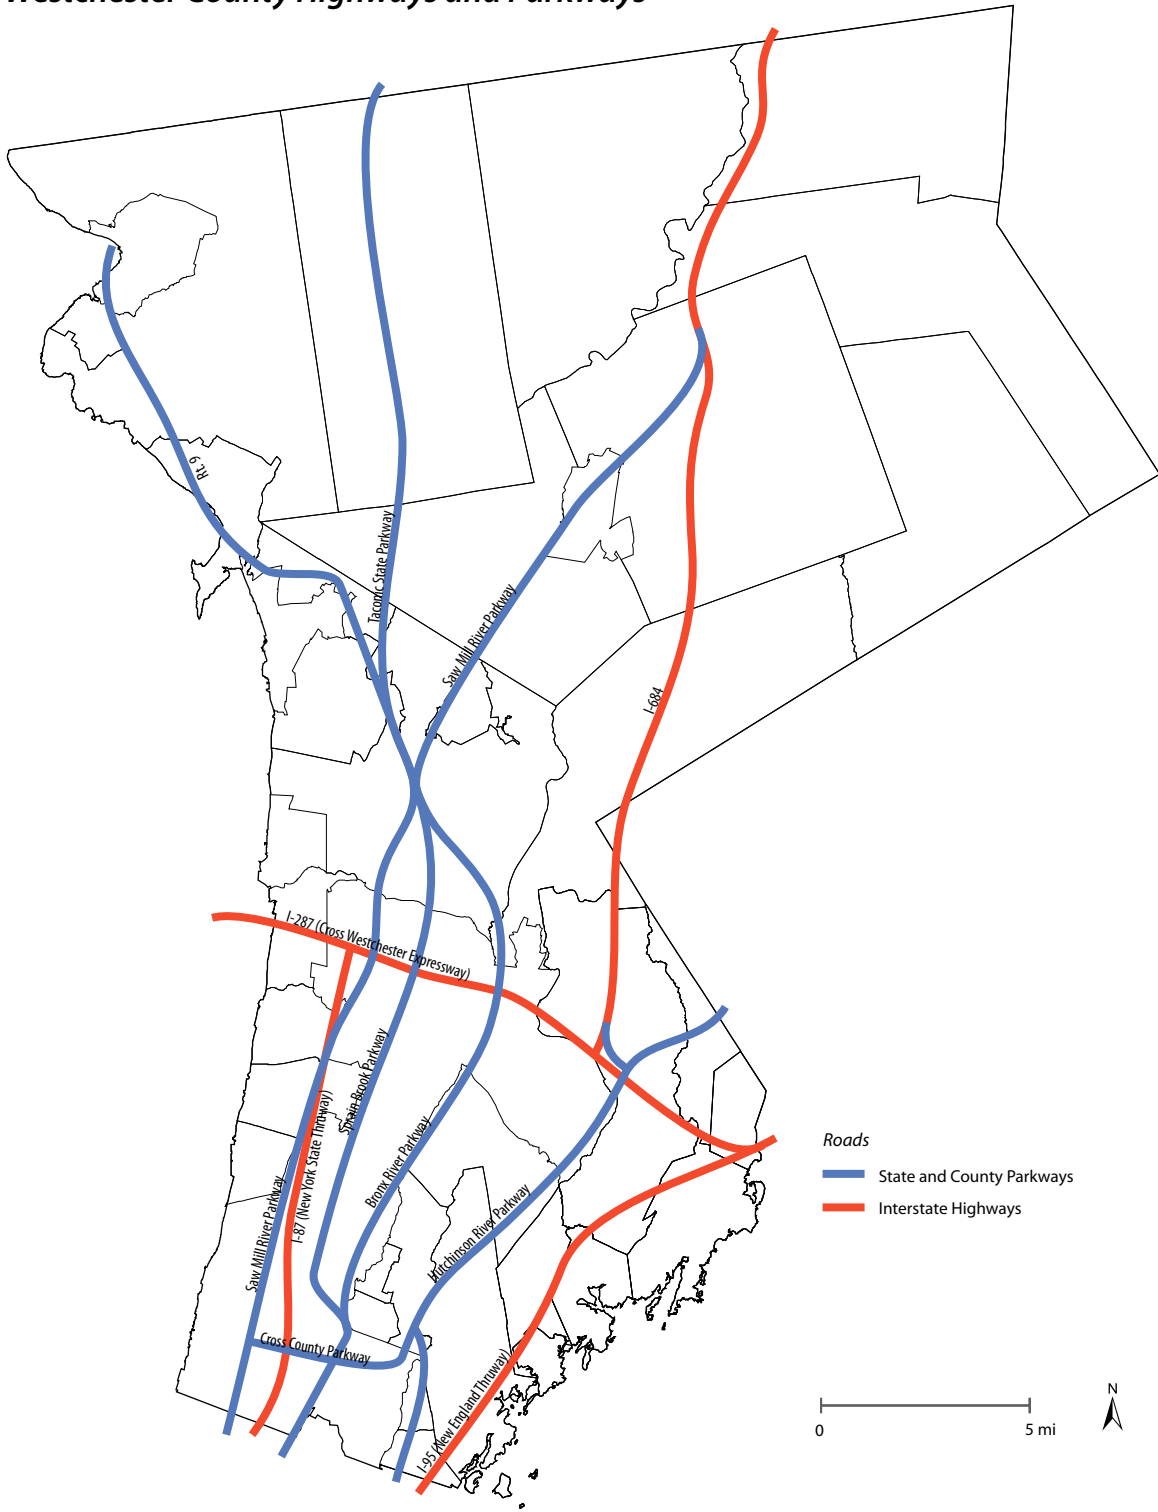 Westchester County Highways and Parkways
Rt. 9
Taconic State Parkway
Saw Mill River Parkway
I-684
I-287 (Cross Westchester Expressway)
Sprain Brook Parkway
I-87 (New York State Thruway)
Bronx River Parkway
Saw Mill River Parkway
Hutchinson River Parkway
Cross County Parkway
I-95 (New England Thruway)
Roads
State and County Parkways
Interstate Highways
N
0
5 mi